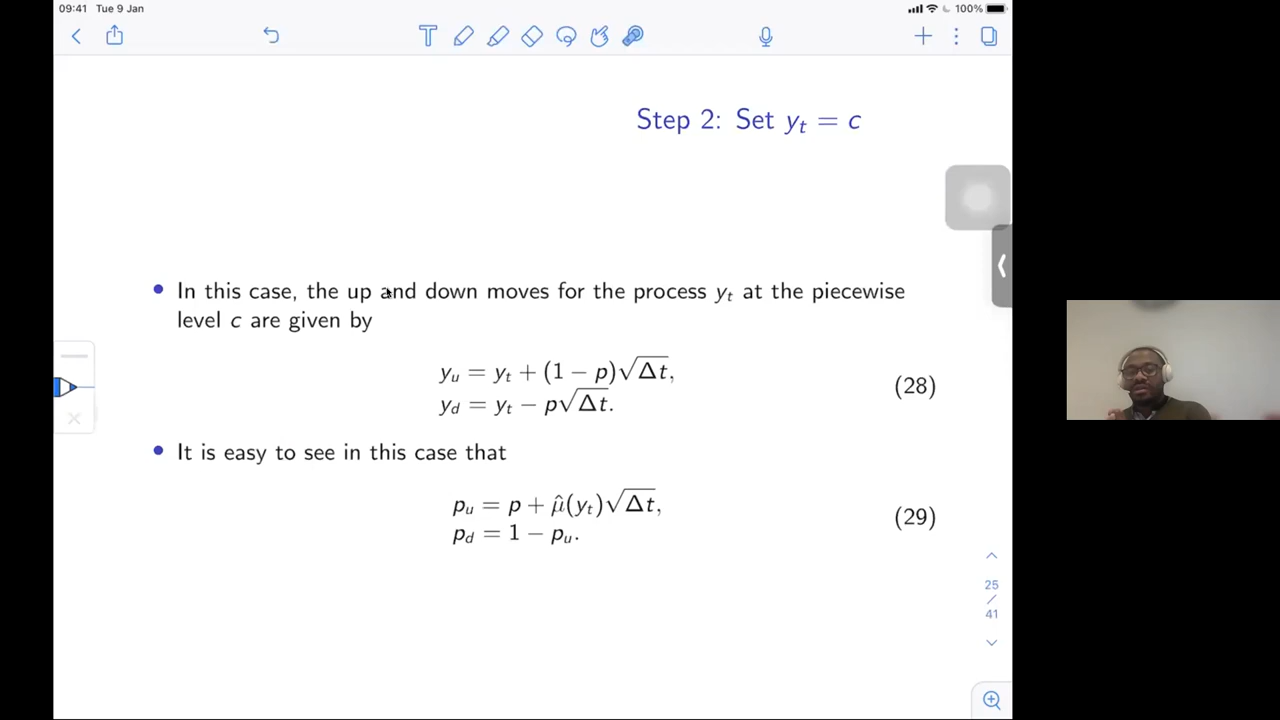 09:41 Tue 9 Jan
100%
Step 2: Set yₜ = c
• In this case, the up and down moves for the process yₜ at the piecewise
level c are given by
yᵤ = yₜ + (1 − p)√Δt,
y_d = yₜ − p√Δt.
(28)
• It is easy to see in this case that
pᵤ = p + μ̂(yₜ)√Δt,
p_d = 1 − pᵤ.
(29)
25
/
41